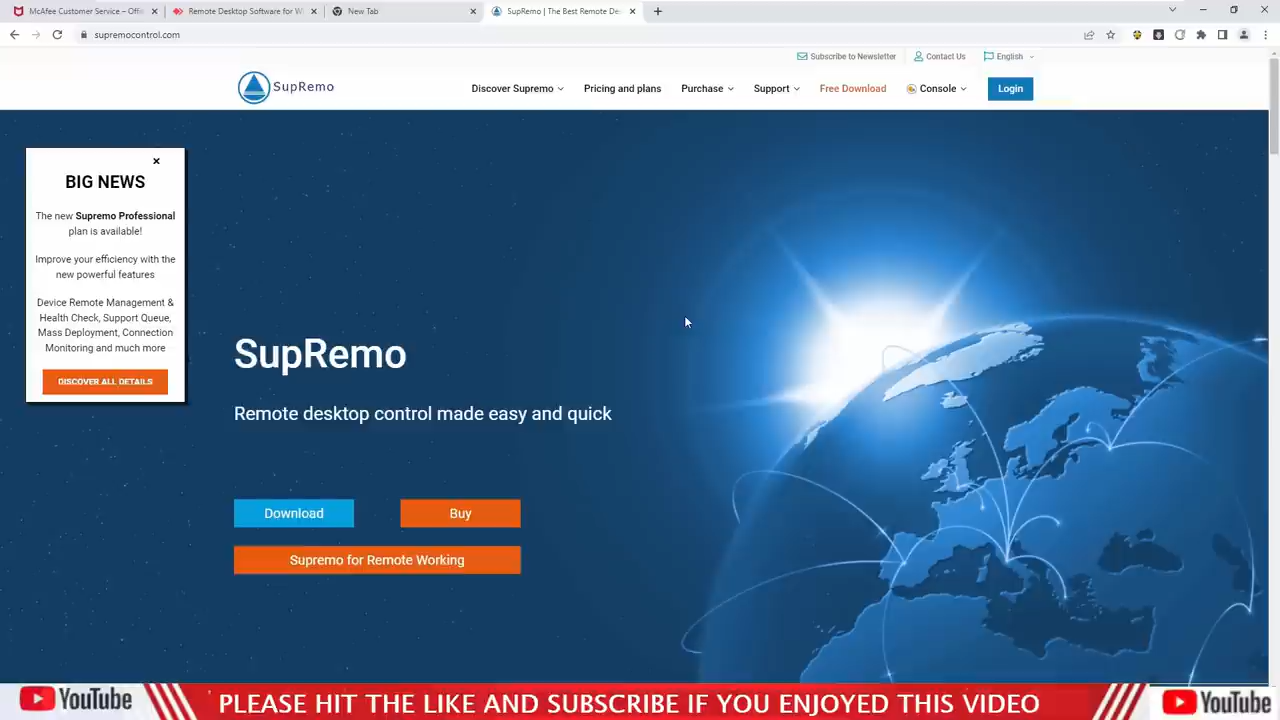 McAfee Customer Service – Offi
Remote Desktop Software for Wi
New Tab
SupRemo | The Best Remote De
supremocontrol.com
Subscribe to Newsletter
Contact Us
English
SupRemo
Discover Supremo
Pricing and plans
Purchase
Support
Free Download
Console
Login
BIG NEWS
The new Supremo Professional
plan is available!
Improve your efficiency with the
new powerful features
Device Remote Management &
Health Check, Support Queue,
Mass Deployment, Connection
Monitoring and much more
DISCOVER ALL DETAILS
SupRemo
Remote desktop control made easy and quick
Download
Buy
Supremo for Remote Working
YouTube
PLEASE HIT THE LIKE AND SUBSCRIBE IF YOU ENJOYED THIS VIDEO
YouTube